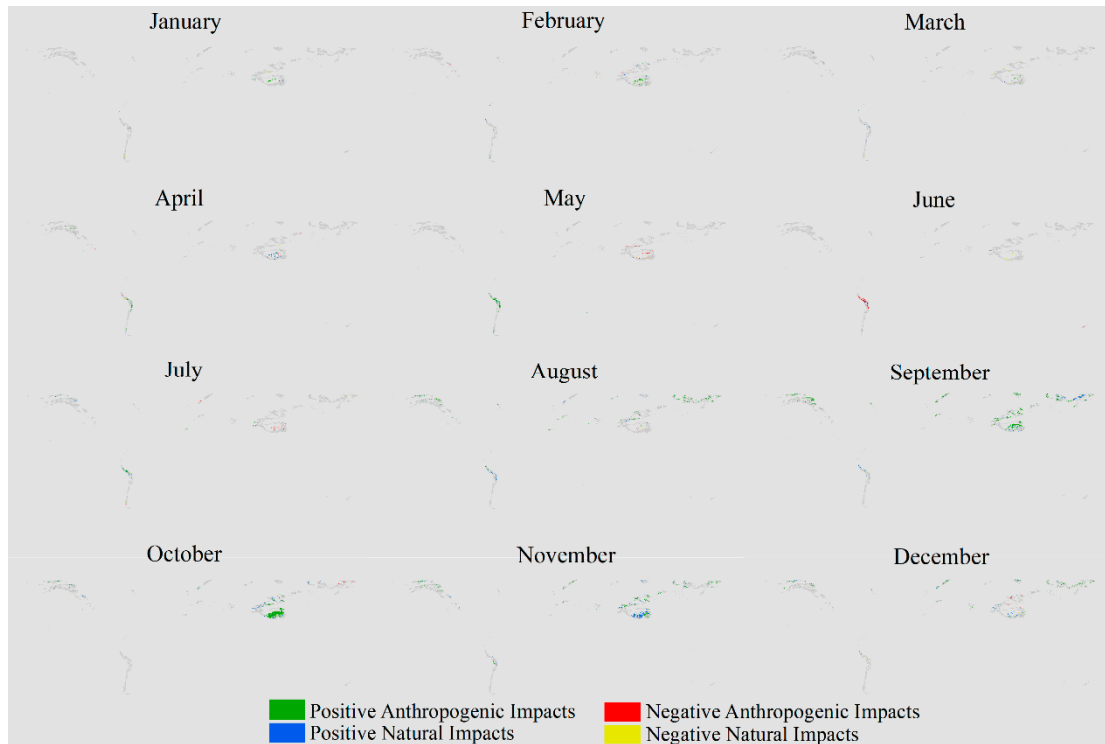 January
February
March
April
May
June
July
August
September
October
November
December
Positive Anthropogenic Impacts
Negative Anthropogenic Impacts
Positive Natural Impacts
Negative Natural Impacts